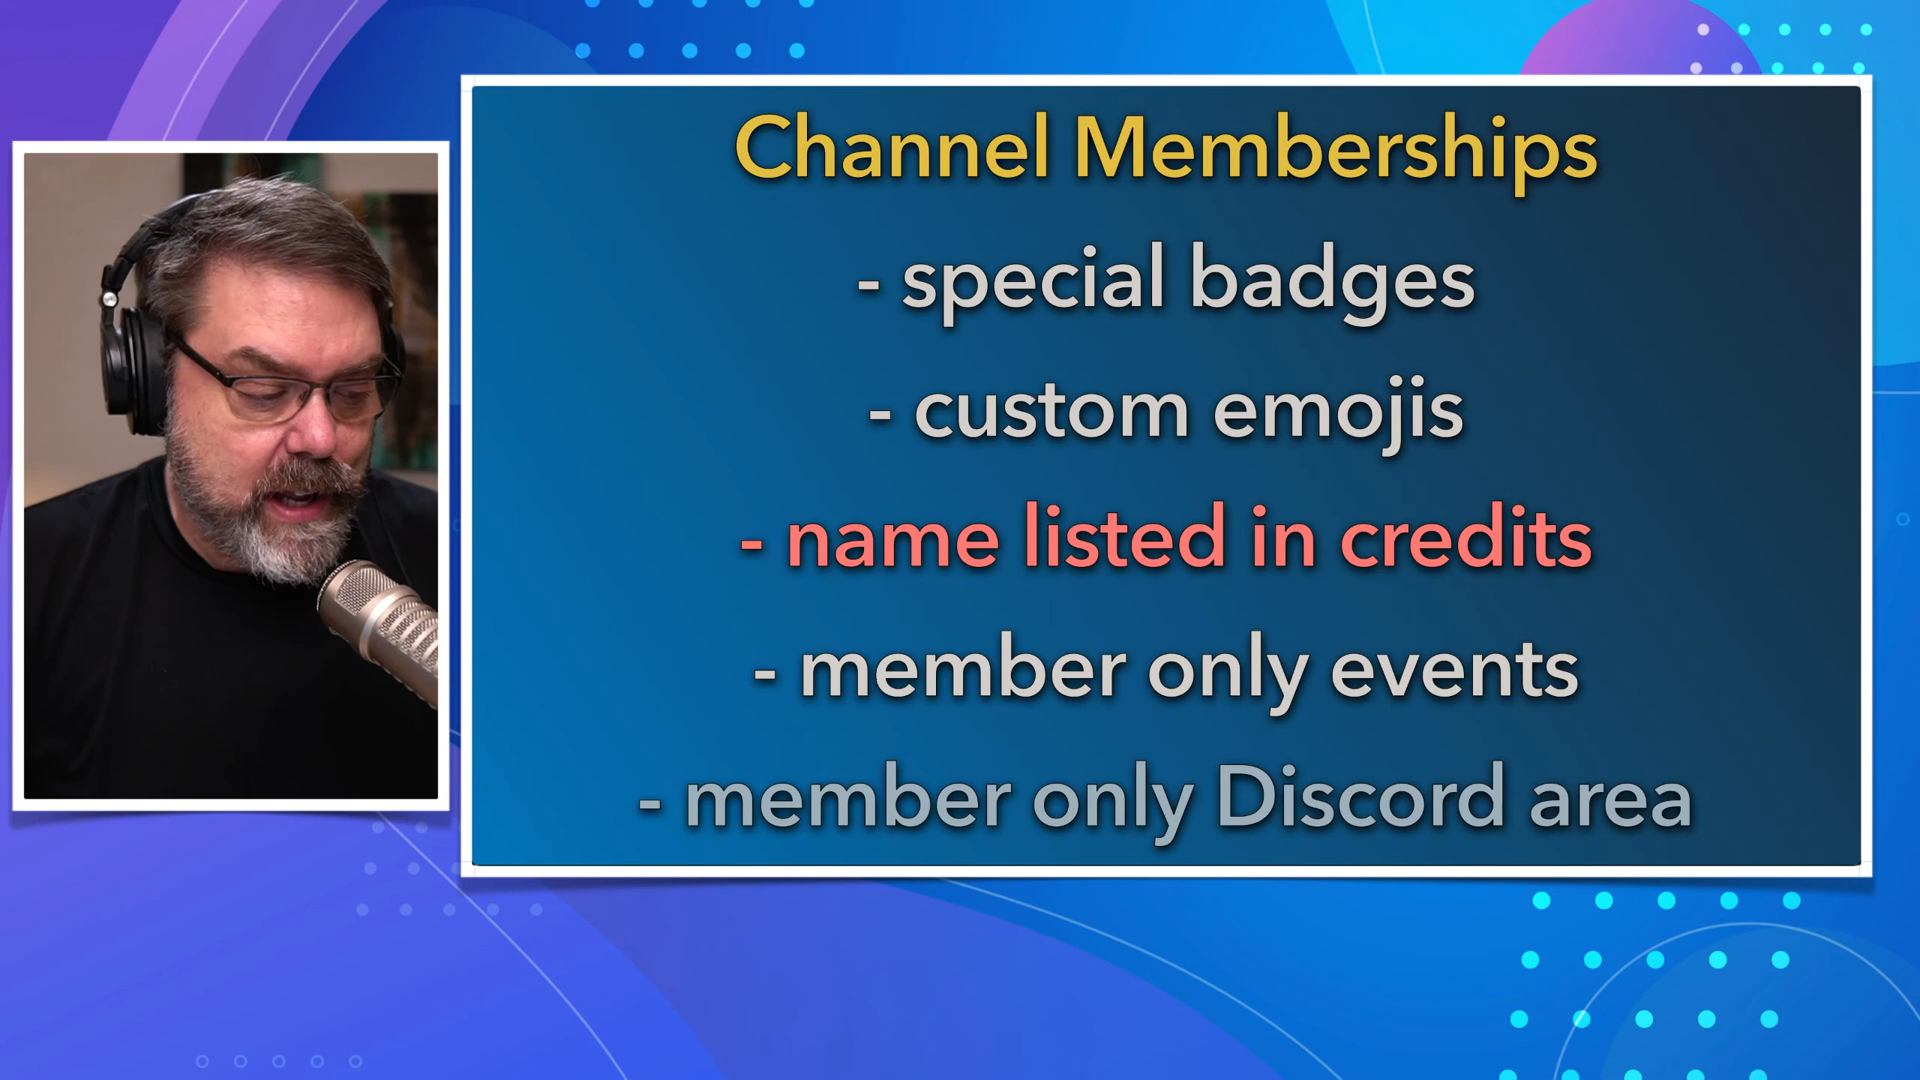 Channel Memberships
- special badges
- custom emojis
- name listed in credits
- member only events
- member only Discord area